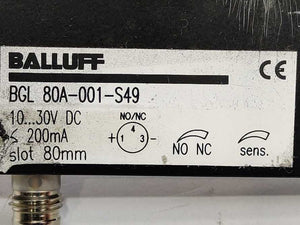 BALLUFF
CE
BGL 80A-001-S49
10...30V DC NO/NC
≤ 200mA + 1 4 3 -
slot 80mm NO NC sens.